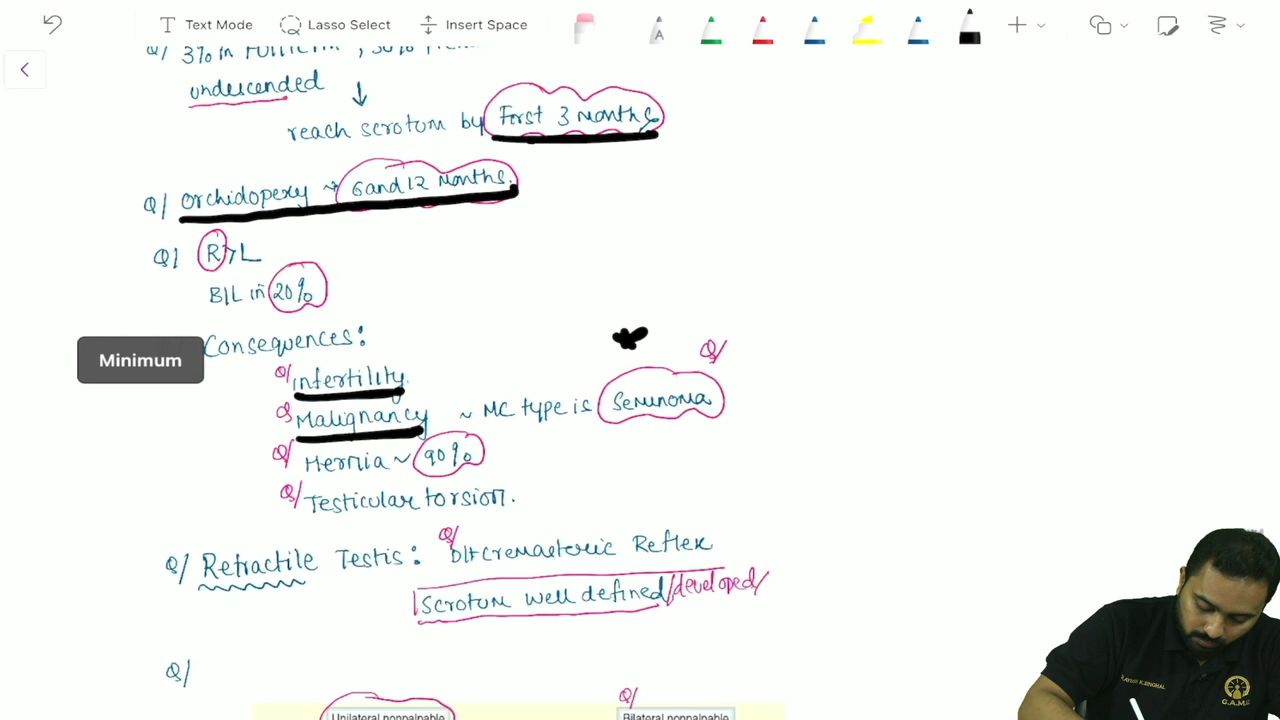 Text Mode
Lasso Select
Insert Space
A
Q/ 3% in
undescended
reach scrotum by First 3 months
Q/ Orchidopexy → 6 and 12 Months.
Q/ R>L
B/L in 20%
Minimum
Consequences:
Q/ infertility.
Q/ Malignancy ~ MC type is Seminoma Q/
Q/ Hernia ~ 90%
Q/ Testicular torsion.
Q/ Retractile Testis: Q/ D/t cremasteric Reflex
Scrotum well defined/developed/
Q/
Q/
Unilateral nonpalpable
Bilateral nonpalpable
G.A.M.S